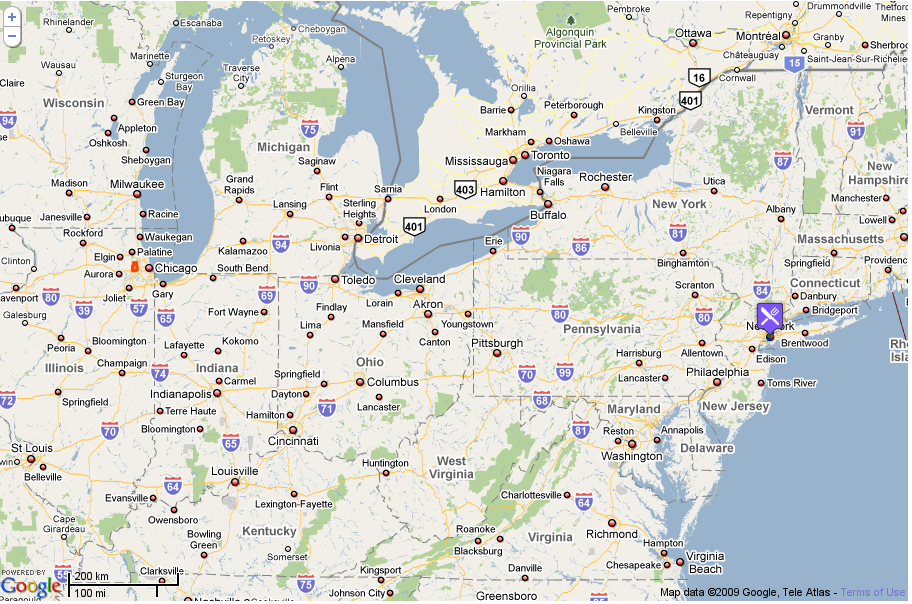 Rhinelander
Escanaba
Cheboygan
Petoskey
Pembroke
Algonquin
Provincial Park
Drummondville
Thetford
Mines
Repentigny
Ottawa
Montréal
Granby
Sherbro
Châteauguay
Saint-Jean-Sur-Richelieu
15
Cornwall
16
401
Marinette
Wausau
Claire
Sturgeon
Bay
Traverse
City
Alpena
Wisconsin
Green Bay
94
Appleton
Oshkosh
Sheboygan
Michigan
75
Saginaw
Orillia
Barrie
Peterborough
Kingston
Belleville
Markham
Oshawa
Toronto
Mississauga
Hamilton
Niagara
Falls
Buffalo
Rochester
Utica
Vermont
91
87
New
Hampshire
Manchester
Lowell
Albany
New York
Massachusetts
Springfield
Providence
Connecticut
Madison
Milwaukee
Janesville
Racine
Rockford
Waukegan
Palatine
Elgin
Aurora
Chicago
Joliet
Gary
Grand
Rapids
Flint
Lansing
Sarnia
Sterling
Heights
Livonia
Detroit
Kalamazoo
94
403
London
401
South Bend
90
Toledo
Erie
90
86
81
Binghamton
Scranton
84
Danbury
Bridgeport
Brentwood
Edison
Allentown
80
80
Cleveland
Lorain
Akron
Youngstown
Canton
Mansfield
Findlay
Lima
Fort Wayne
69
Clinton
80
39
57
65
Galesburg
Peoria
Bloomington
Champaign
Illinois
74
Lafayette
Kokomo
Indiana
Carmel
Indianapolis
Springfield
Dayton
Ohio
Columbus
Lancaster
71
Pittsburgh
Pennsylvania
Harrisburg
Lancaster
Philadelphia
Toms River
New Jersey
70
99
68
Maryland
81
Reston
Annapolis
Washington
Delaware
72
Springfield
Terre Haute
Bloomington
Hamilton
Cincinnati
70
65
St Louis
Belleville
64
Louisville
Evansville
Owensboro
Lexington-Fayette
Huntington
West
Virginia
Charlottesville
64
Richmond
Cape
Girardeau
Kentucky
Bowling
Green
Somerset
Roanoke
Blacksburg
Virginia
Hampton
Chesapeake
Virginia
Beach
Clarksville
Kingsport
Johnson City
Danville
Greensboro
75
POWERED BY
Google
200 km
100 mi
Map data ©2009 Google, Tele Atlas - Terms of Use